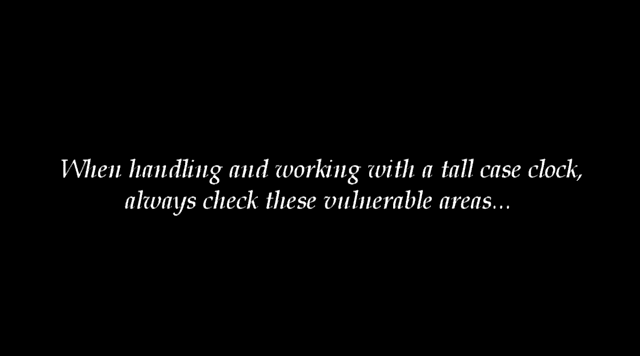 When handling and working with a tall case clock,
always check these vulnerable areas...